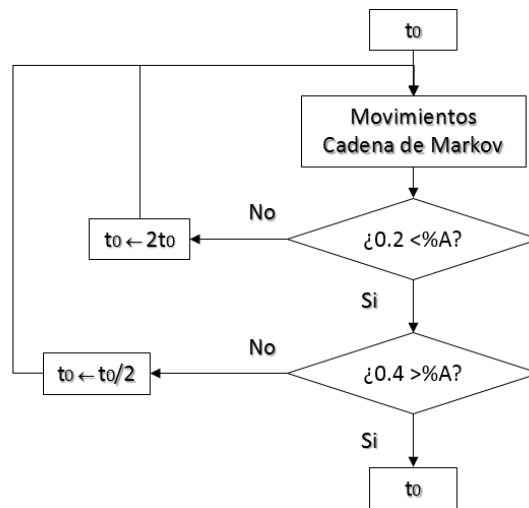 t0
Movimientos
Cadena de Markov
No
¿0.2 <%A?
t0 ← 2t0
Si
No
¿0.4 >%A?
t0 ← t0/2
Si
t0